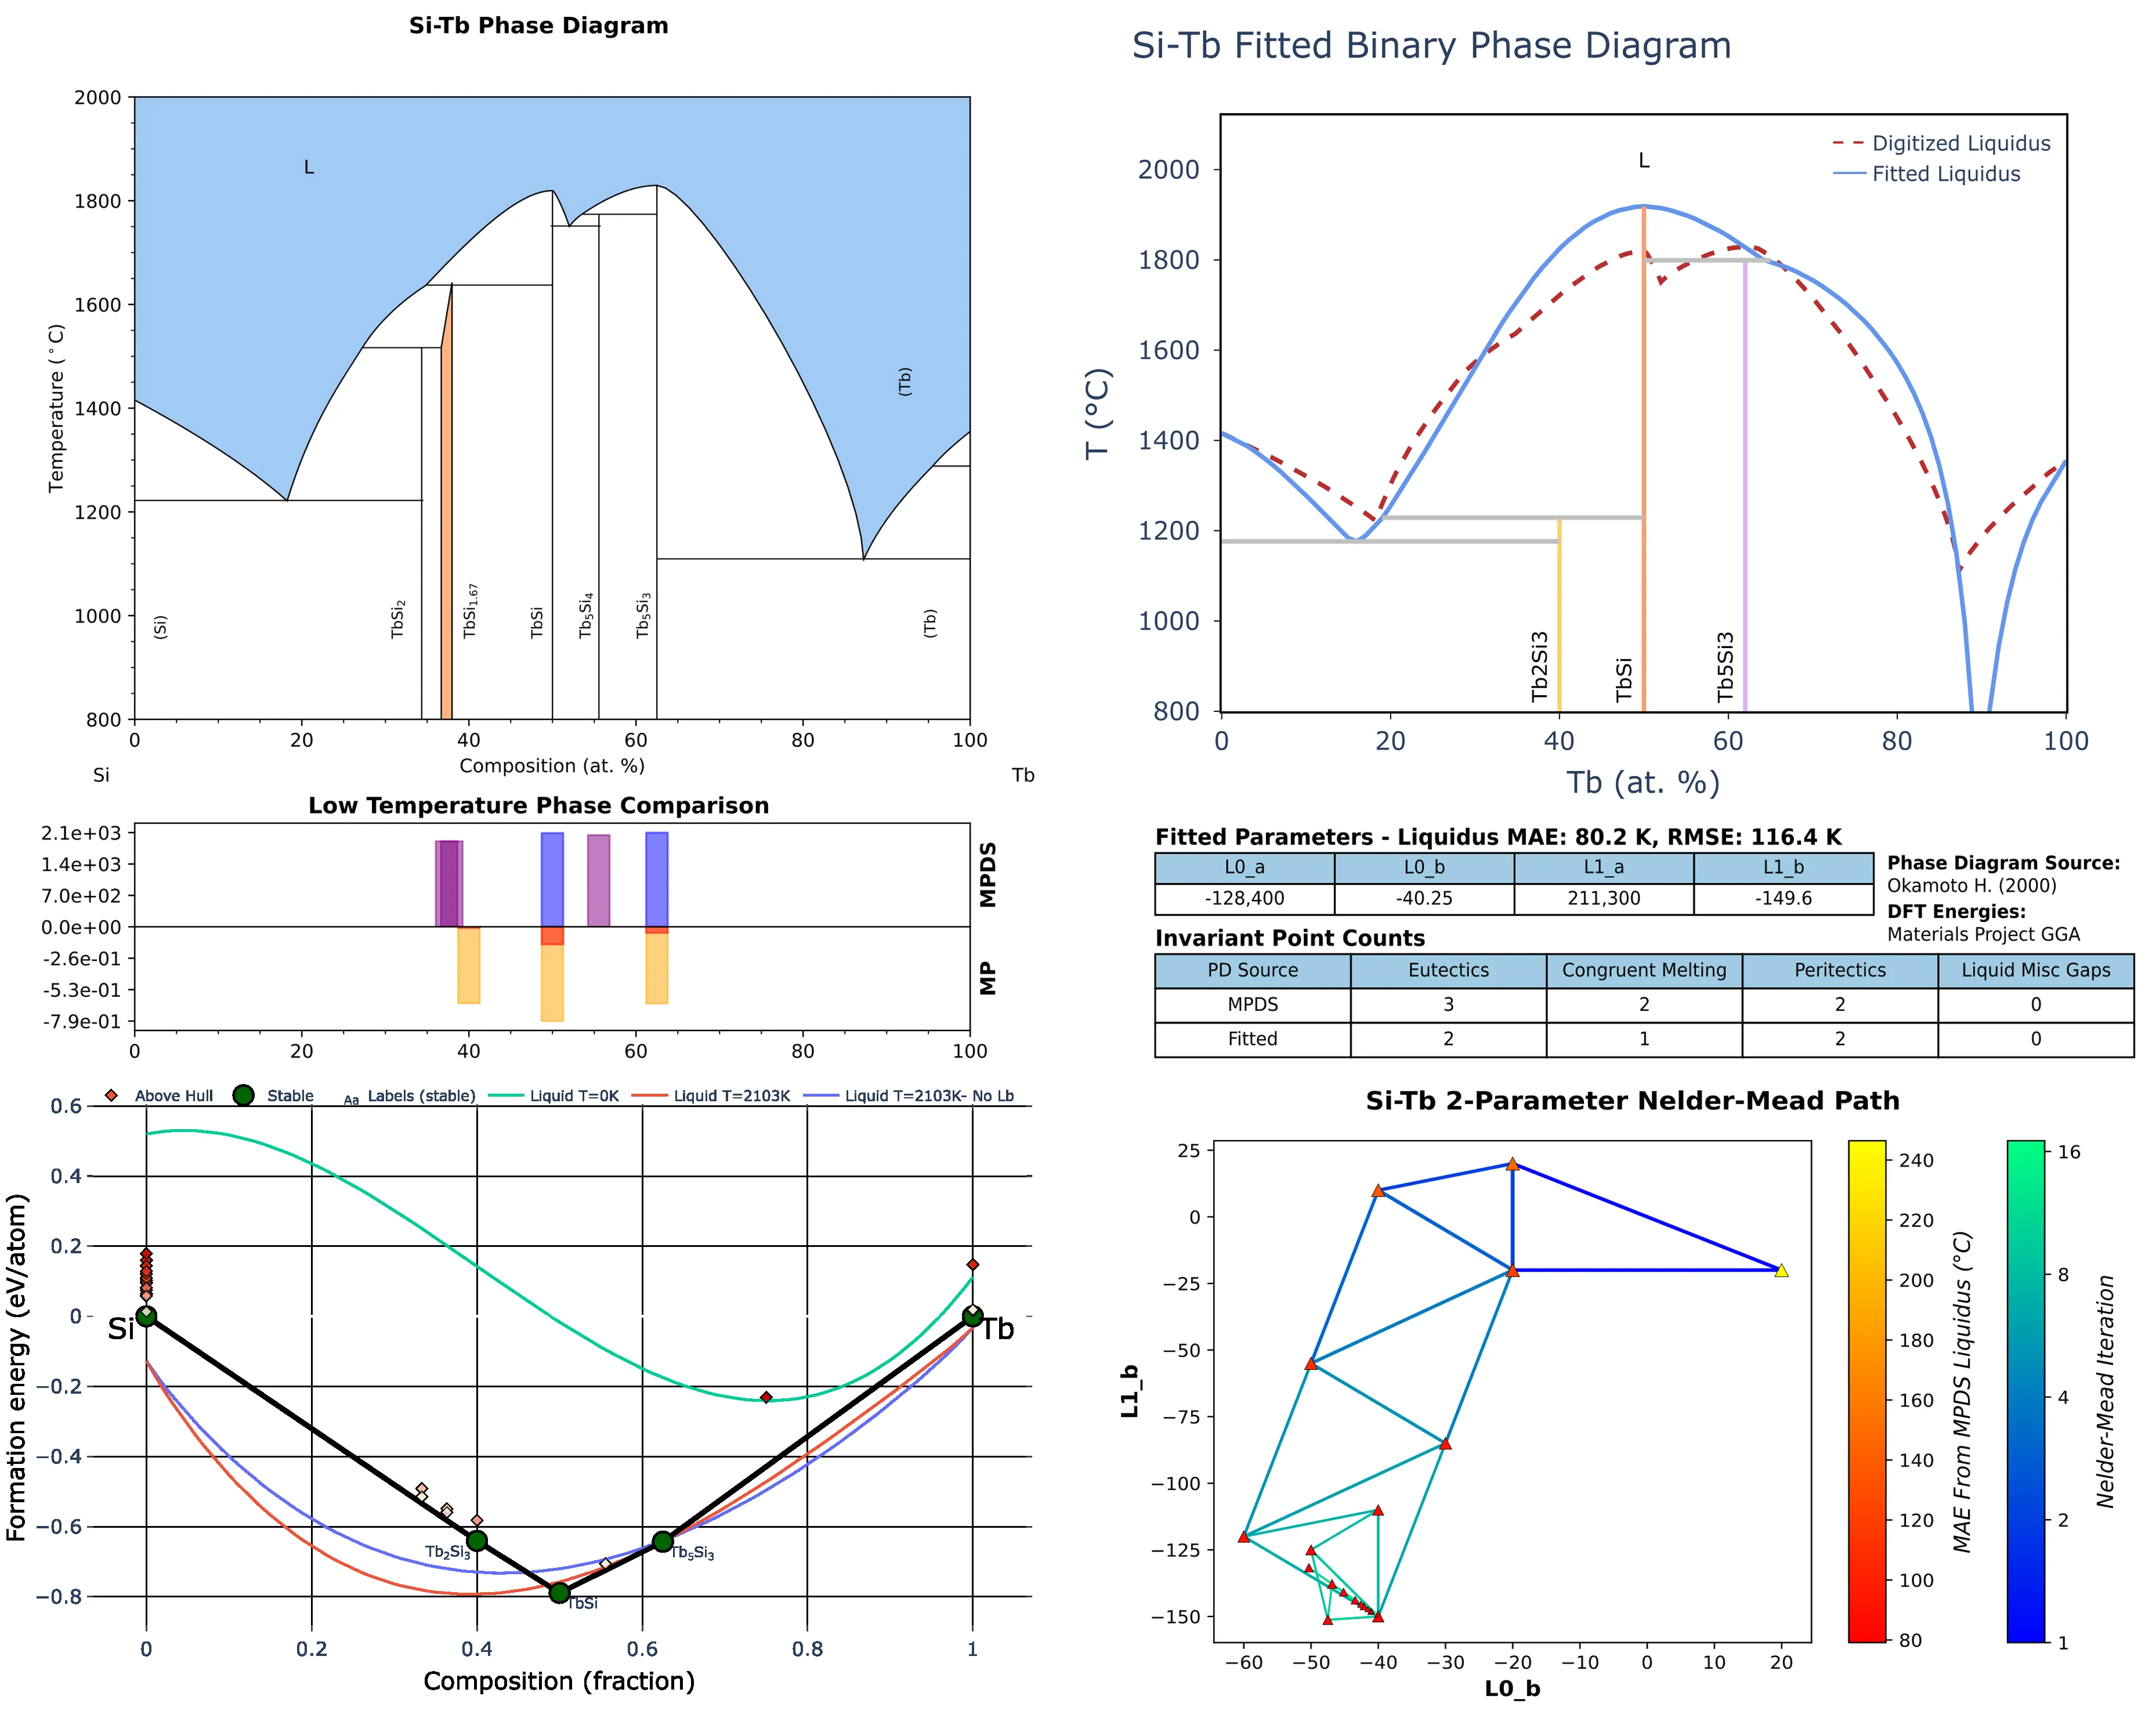 Si-Tb Phase Diagram
2000
1800
1600
1400
1200
1000
800
Temperature (°C)
L
(Tb)
(Si)
TbSi2
TbSi1.67
TbSi
Tb5Si4
Tb5Si3
(Tb)
0 20 40 60 80 100
Composition (at. %)
Si Tb
Low Temperature Phase Comparison
2.1e+03
1.4e+03
7.0e+02
0.0e+00
-2.6e-01
-5.3e-01
-7.9e-01
MPDS
MP
0 20 40 60 80 100
Above Hull Stable Aa Labels (stable) Liquid T=0K Liquid T=2103K Liquid T=2103K- No Lb
0.6
0.4
0.2
0
−0.2
−0.4
−0.6
−0.8
Formation energy (eV/atom)
Si
Tb
Tb2Si3
Tb5Si3
TbSi
0 0.2 0.4 0.6 0.8 1
Composition (fraction)
Si-Tb Fitted Binary Phase Diagram
2000
1800
1600
1400
1200
1000
800
T (°C)
L
Digitized Liquidus
Fitted Liquidus
Tb2Si3
TbSi
Tb5Si3
0 20 40 60 80 100
Tb (at. %)
Fitted Parameters - Liquidus MAE: 80.2 K, RMSE: 116.4 K
L0_a L0_b L1_a L1_b
-128,400 -40.25 211,300 -149.6
Phase Diagram Source:
Okamoto H. (2000)
DFT Energies:
Materials Project GGA
Invariant Point Counts
PD Source Eutectics Congruent Melting Peritectics Liquid Misc Gaps
MPDS 3 2 2 0
Fitted 2 1 2 0
Si-Tb 2-Parameter Nelder-Mead Path
25
0
−25
−50
−75
−100
−125
−150
L1_b
−60 −50 −40 −30 −20 −10 0 10 20
L0_b
240
220
200
180
160
140
120
100
80
MAE From MPDS Liquidus (°C)
16
8
4
2
1
Nelder-Mead Iteration